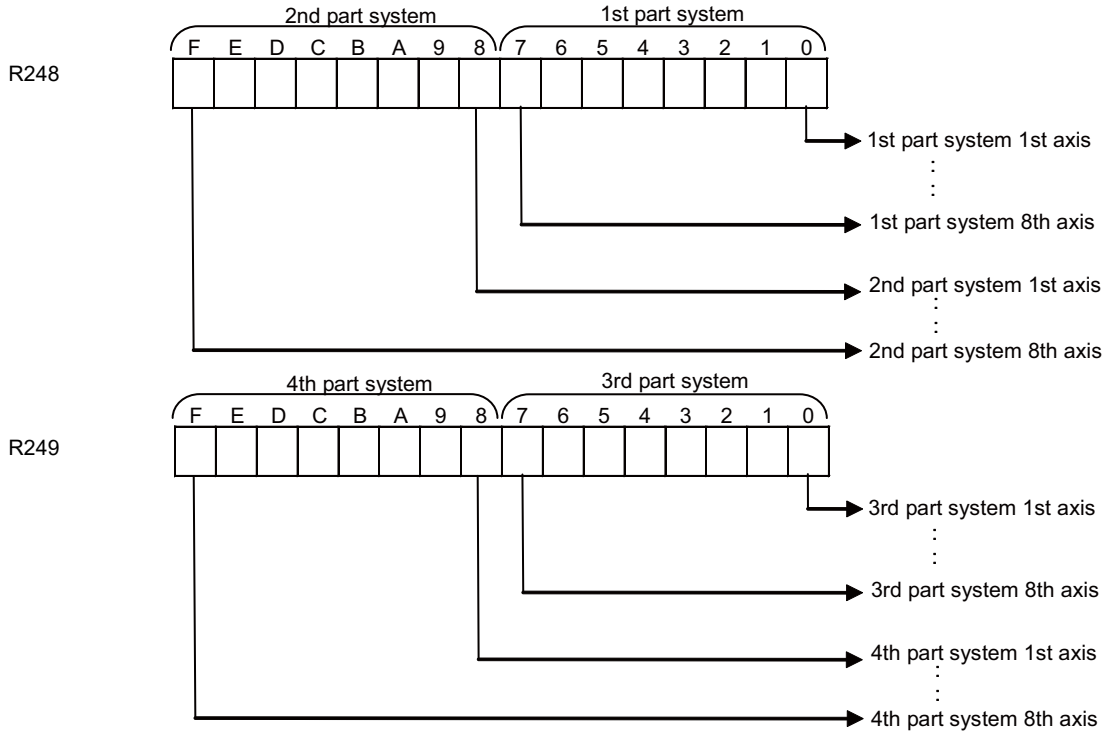 2nd part system 1st part system
F E D C B A 9 8 7 6 5 4 3 2 1 0
R248
1st part system 1st axis
1st part system 8th axis
2nd part system 1st axis
2nd part system 8th axis
4th part system 3rd part system
F E D C B A 9 8 7 6 5 4 3 2 1 0
R249
3rd part system 1st axis
3rd part system 8th axis
4th part system 1st axis
4th part system 8th axis